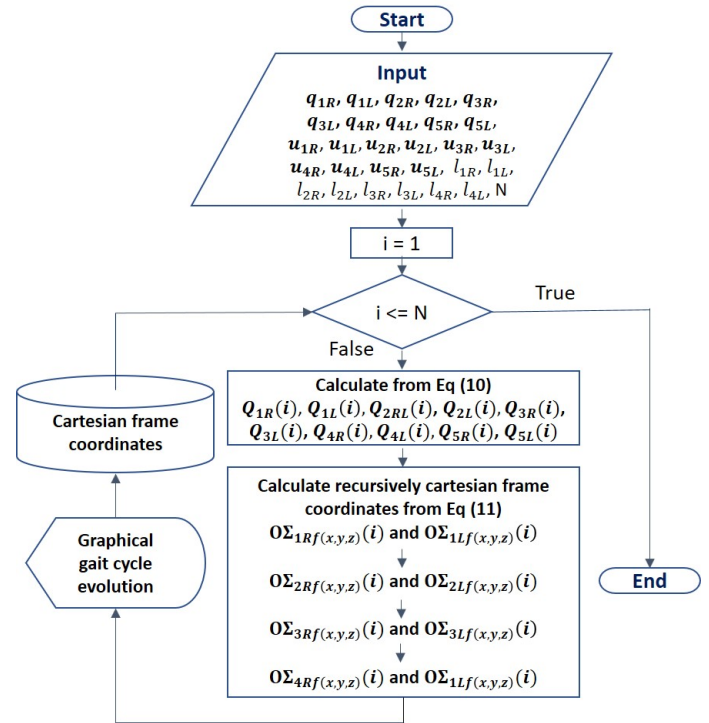 Start
Input
q1R, q1L, q2R, q2L, q3R,
q3L, q4R, q4L, q5R, q5L,
u1R, u1L, u2R, u2L, u3R, u3L,
u4R, u4L, u5R, u5L, l1R, l1L,
l2R, l2L, l3R, l3L, l4R, l4L, N
i = 1
i <= N
True
False
Calculate from Eq (10)
Q1R(i), Q1L(i), Q2RL(i), Q2L(i), Q3R(i),
Q3L(i), Q4R(i), Q4L(i), Q5R(i), Q5L(i)
Cartesian frame
coordinates
Calculate recursively cartesian frame
coordinates from Eq (11)
OΣ1Rf(x,y,z)(i) and OΣ1Lf(x,y,z)(i)
OΣ2Rf(x,y,z)(i) and OΣ2Lf(x,y,z)(i)
OΣ3Rf(x,y,z)(i) and OΣ3Lf(x,y,z)(i)
OΣ4Rf(x,y,z)(i) and OΣ1Lf(x,y,z)(i)
Graphical
gait cycle
evolution
End